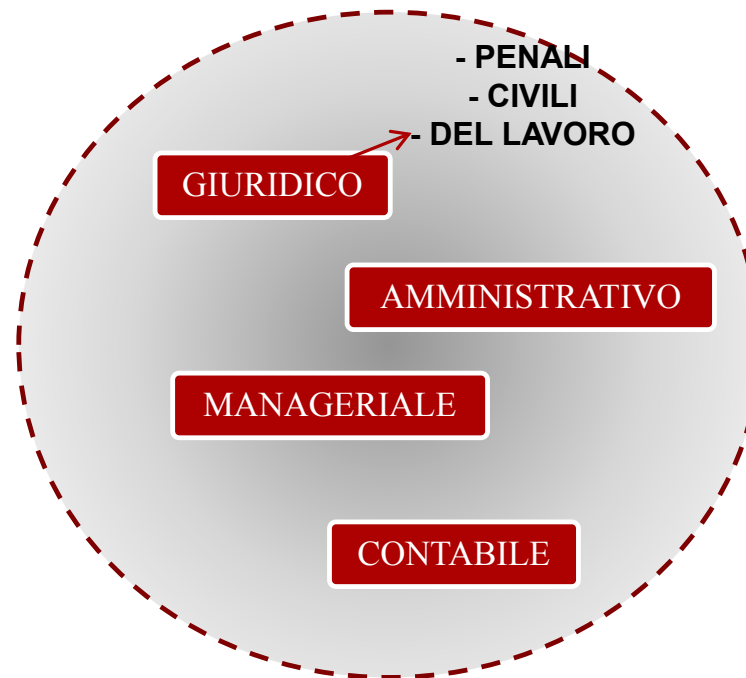 - PENALI
- CIVILI
- DEL LAVORO
GIURIDICO
AMMINISTRATIVO
MANAGERIALE
CONTABILE